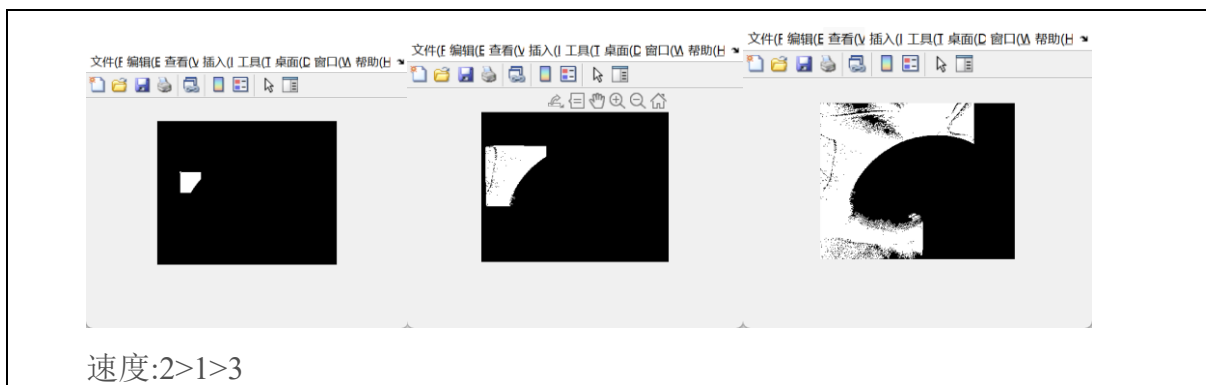 文件(F 编辑(E 查看(V 插入(I 工具(T 桌面(D 窗口(W 帮助(H
文件(F 编辑(E 查看(V 插入(I 工具(T 桌面(D 窗口(W 帮助(H
文件(F 编辑(E 查看(V 插入(I 工具(T 桌面(D 窗口(W 帮助(H
速度:2>1>3